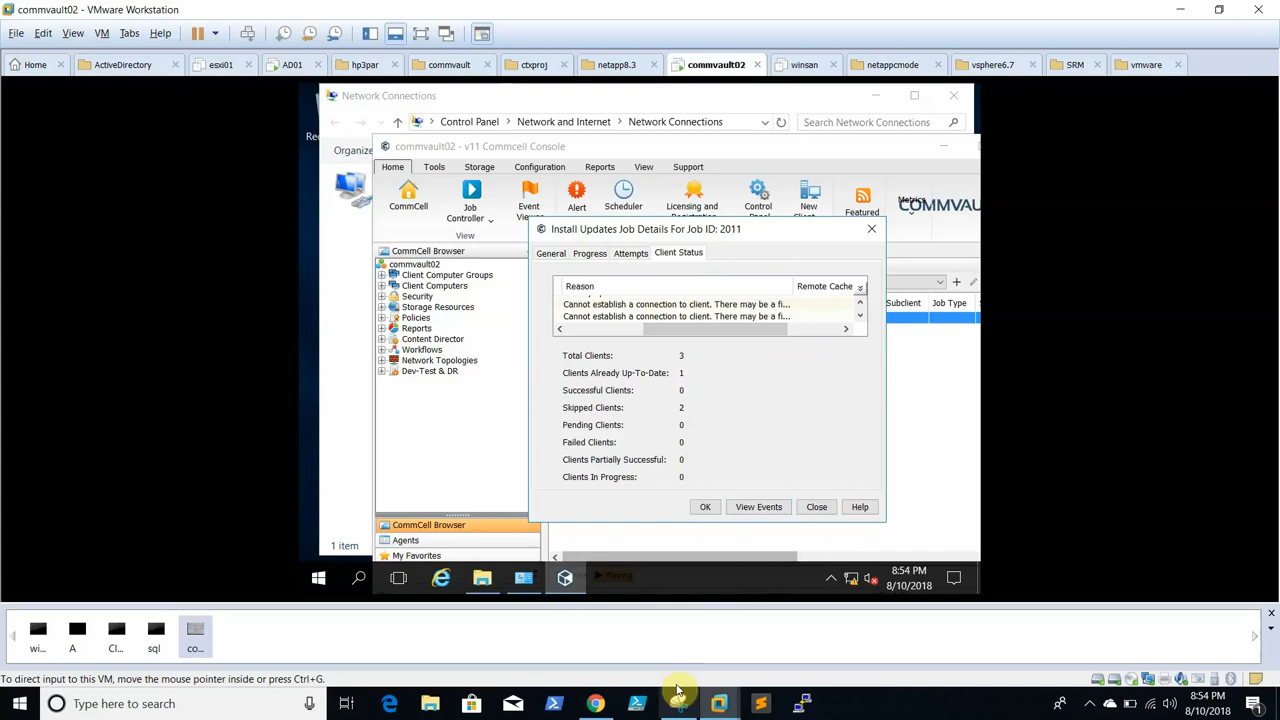 commvault02 - VMware Workstation
File Edit View VM Tabs Help
Home ActiveDirectory esxi01 AD01 hp3par commvault ctxproj netapp8.3 commvault02 winsan netappcmode vsphere6.7 SRM vmware
Network Connections
Control Panel Network and Internet Network Connections Search Network Connections
Organize
commvault02 - v11 Commcell Console
Home Tools Storage Configuration Reports View Support
CommCell Job Controller Event Alert Scheduler Licensing and Control New Featured Metrics
COMMVAU
View
CommCell Browser
commvault02
Client Computer Groups
Client Computers
Security
Storage Resources
Policies
Reports
Content Director
Workflows
Network Topologies
Dev-Test & DR
CommCell Browser
Agents
My Favorites
1 item
Install Updates Job Details For Job ID: 2011
General Progress Attempts Client Status
Reason Remote Cache
Cannot establish a connection to client. There may be a fi...
Cannot establish a connection to client. There may be a fi...
Total Clients: 3
Clients Already Up-To-Date: 1
Successful Clients: 0
Skipped Clients: 2
Pending Clients: 0
Failed Clients: 0
Clients Partially Successful: 0
Clients In Progress: 0
OK View Events Close Help
Subclient Job Type
Playing
8:54 PM
8/10/2018
wi... A Cl... sql co...
To direct input to this VM, move the mouse pointer inside or press Ctrl+G.
Type here to search
8:54 PM
8/10/2018